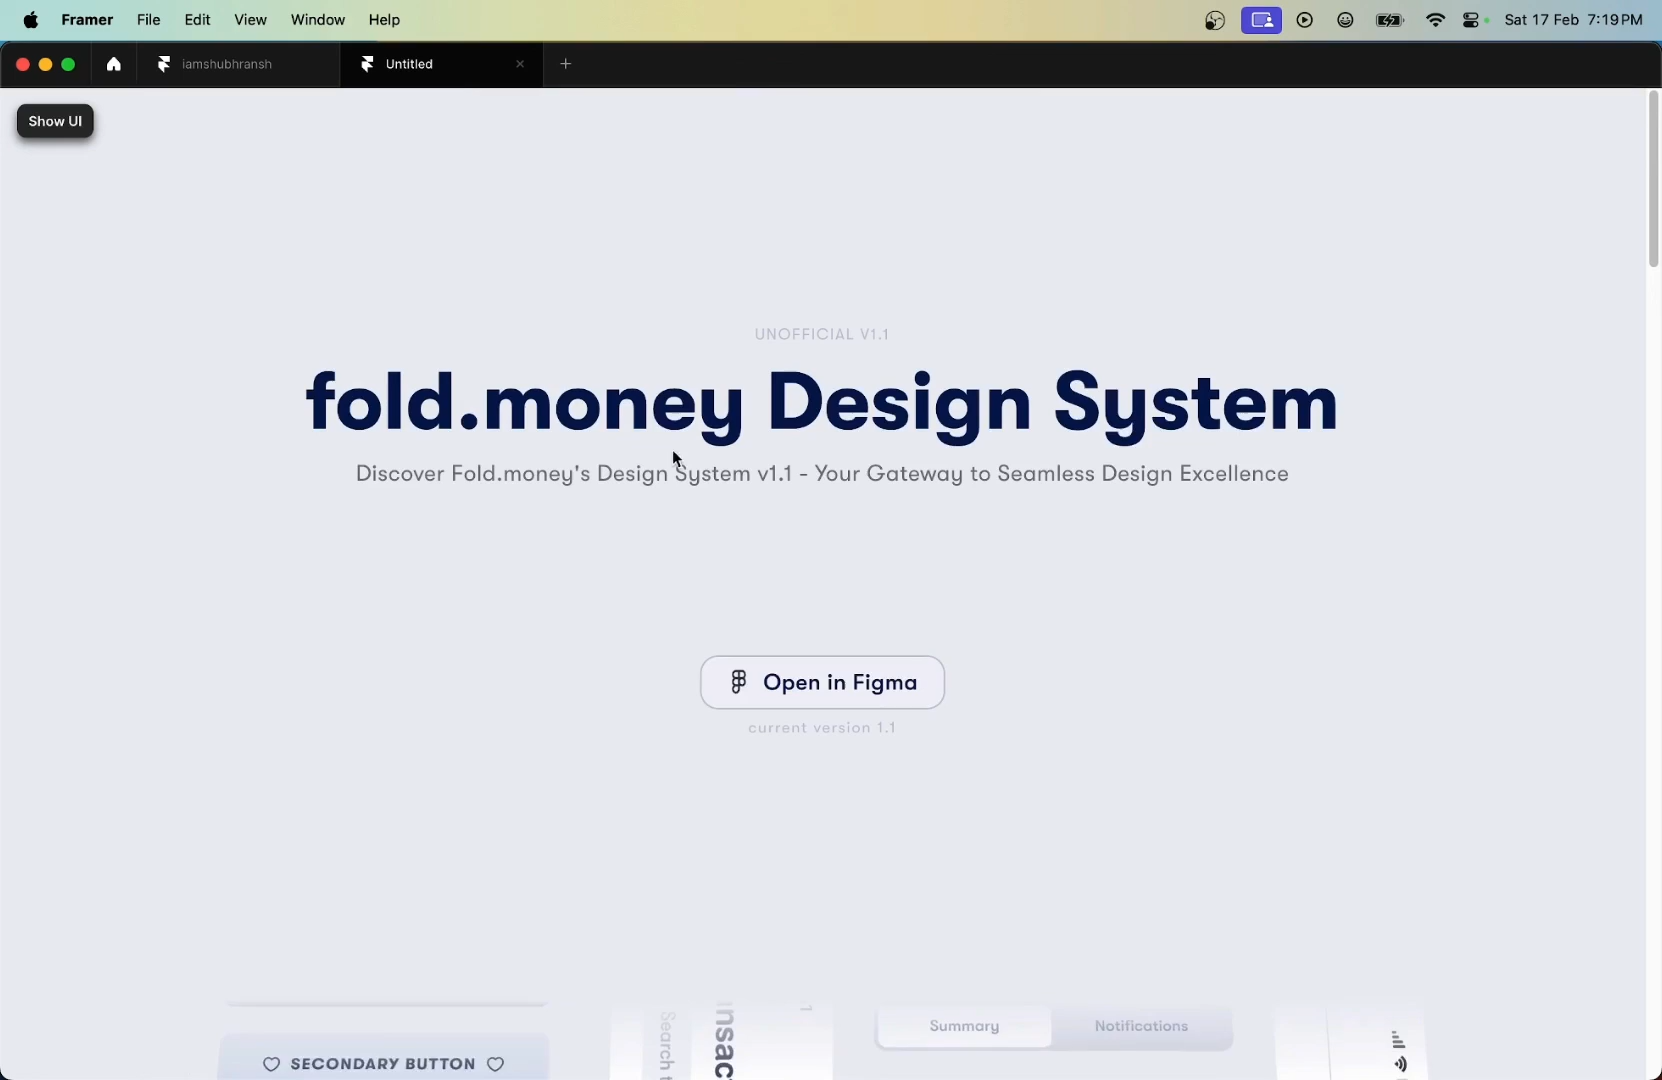 Framer File Edit View Window Help Sat 17 Feb 7:19 PM
iamshubhransh Untitled
Show UI
UNOFFICIAL V1.1
fold.money Design System
Discover Fold.money's Design System v1.1 - Your Gateway to Seamless Design Excellence
Open in Figma
current version 1.1
Summary Notifications
SECONDARY BUTTON